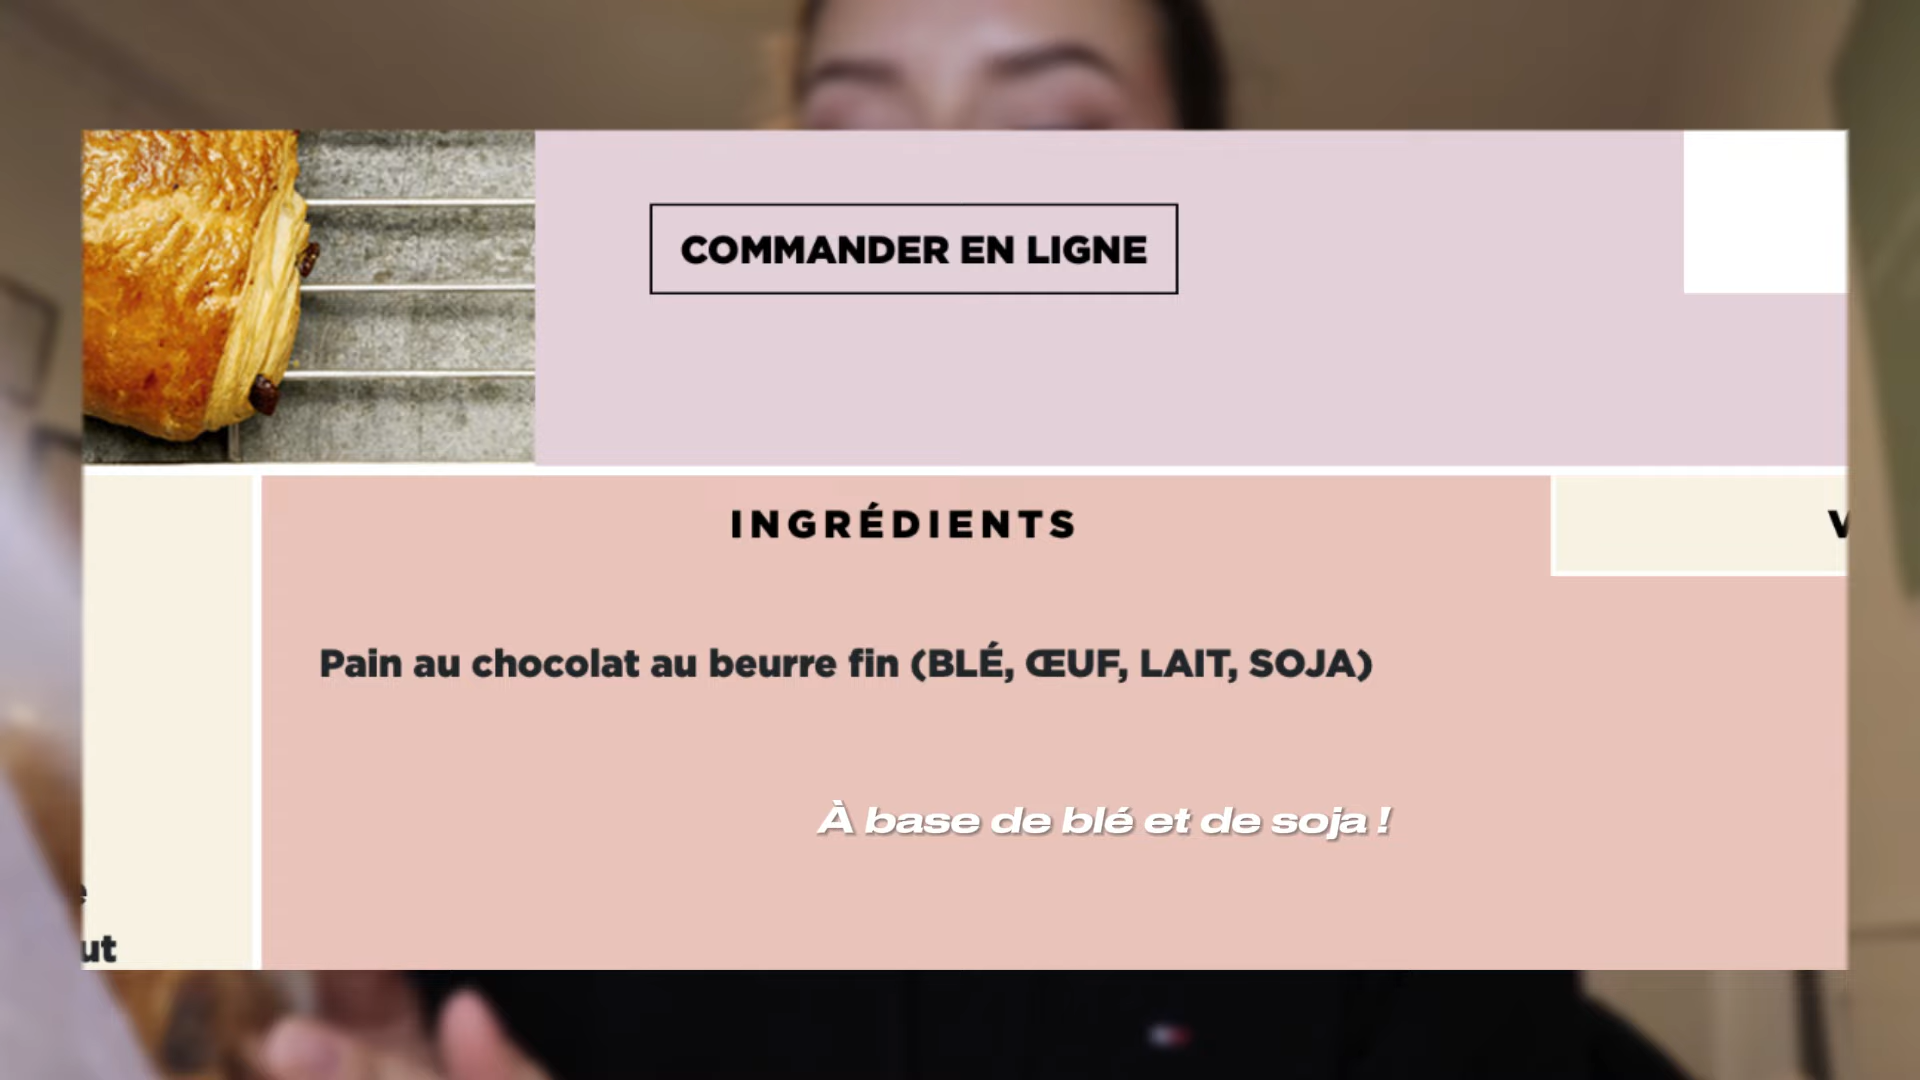 COMMANDER EN LIGNE
INGRÉDIENTS
Pain au chocolat au beurre fin (BLÉ, ŒUF, LAIT, SOJA)
À base de blé et de soja !
ut